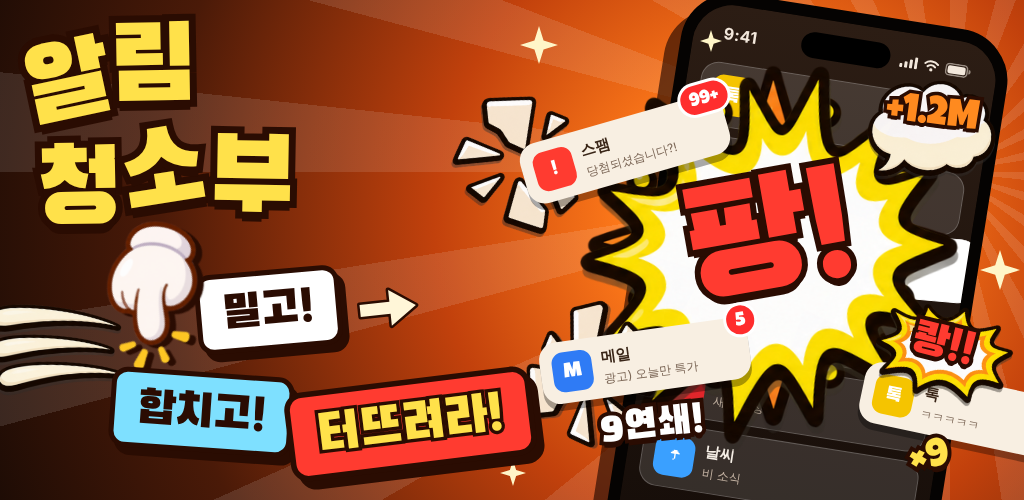 알림
청소부
밀고!
합치고!
터뜨려라!
9:41
99+
!
스팸
당첨되셨습니다?!
+1.2M
팡!
5
M
메일
광고) 오늘만 특가
9연쇄!
쾅!!
톡
톡
ㅋㅋㅋㅋㅋ
+9
날씨
비 소식